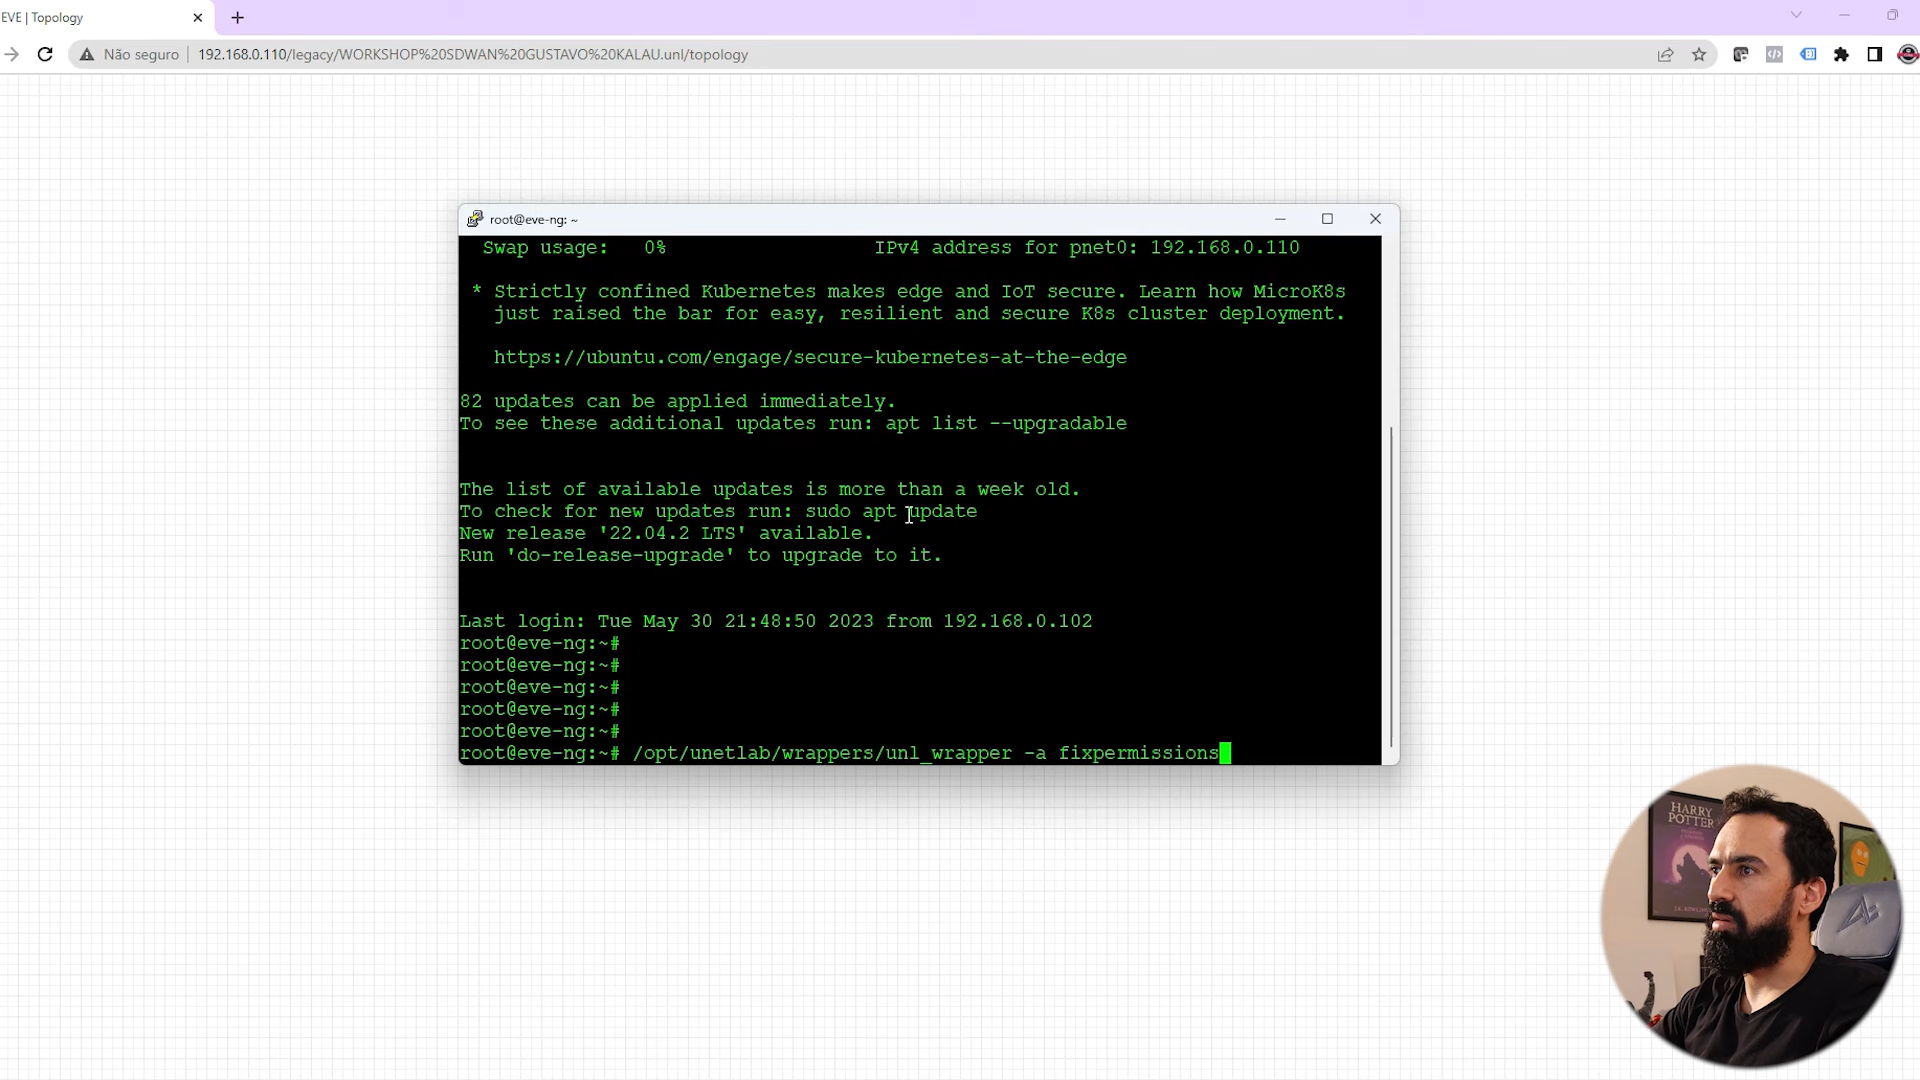 EVE | Topology
Não seguro
192.168.0.110/legacy/WORKSHOP%20SDWAN%20GUSTAVO%20KALAU.unl/topology
root@eve-ng: ~
Swap usage: 0% IPv4 address for pnet0: 192.168.0.110
* Strictly confined Kubernetes makes edge and IoT secure. Learn how MicroK8s
just raised the bar for easy, resilient and secure K8s cluster deployment.
https://ubuntu.com/engage/secure-kubernetes-at-the-edge
82 updates can be applied immediately.
To see these additional updates run: apt list --upgradable
The list of available updates is more than a week old.
To check for new updates run: sudo apt update
New release '22.04.2 LTS' available.
Run 'do-release-upgrade' to upgrade to it.
Last login: Tue May 30 21:48:50 2023 from 192.168.0.102
root@eve-ng:~#
root@eve-ng:~#
root@eve-ng:~#
root@eve-ng:~#
root@eve-ng:~#
root@eve-ng:~# /opt/unetlab/wrappers/unl_wrapper -a fixpermissions
HARRY
POTTER